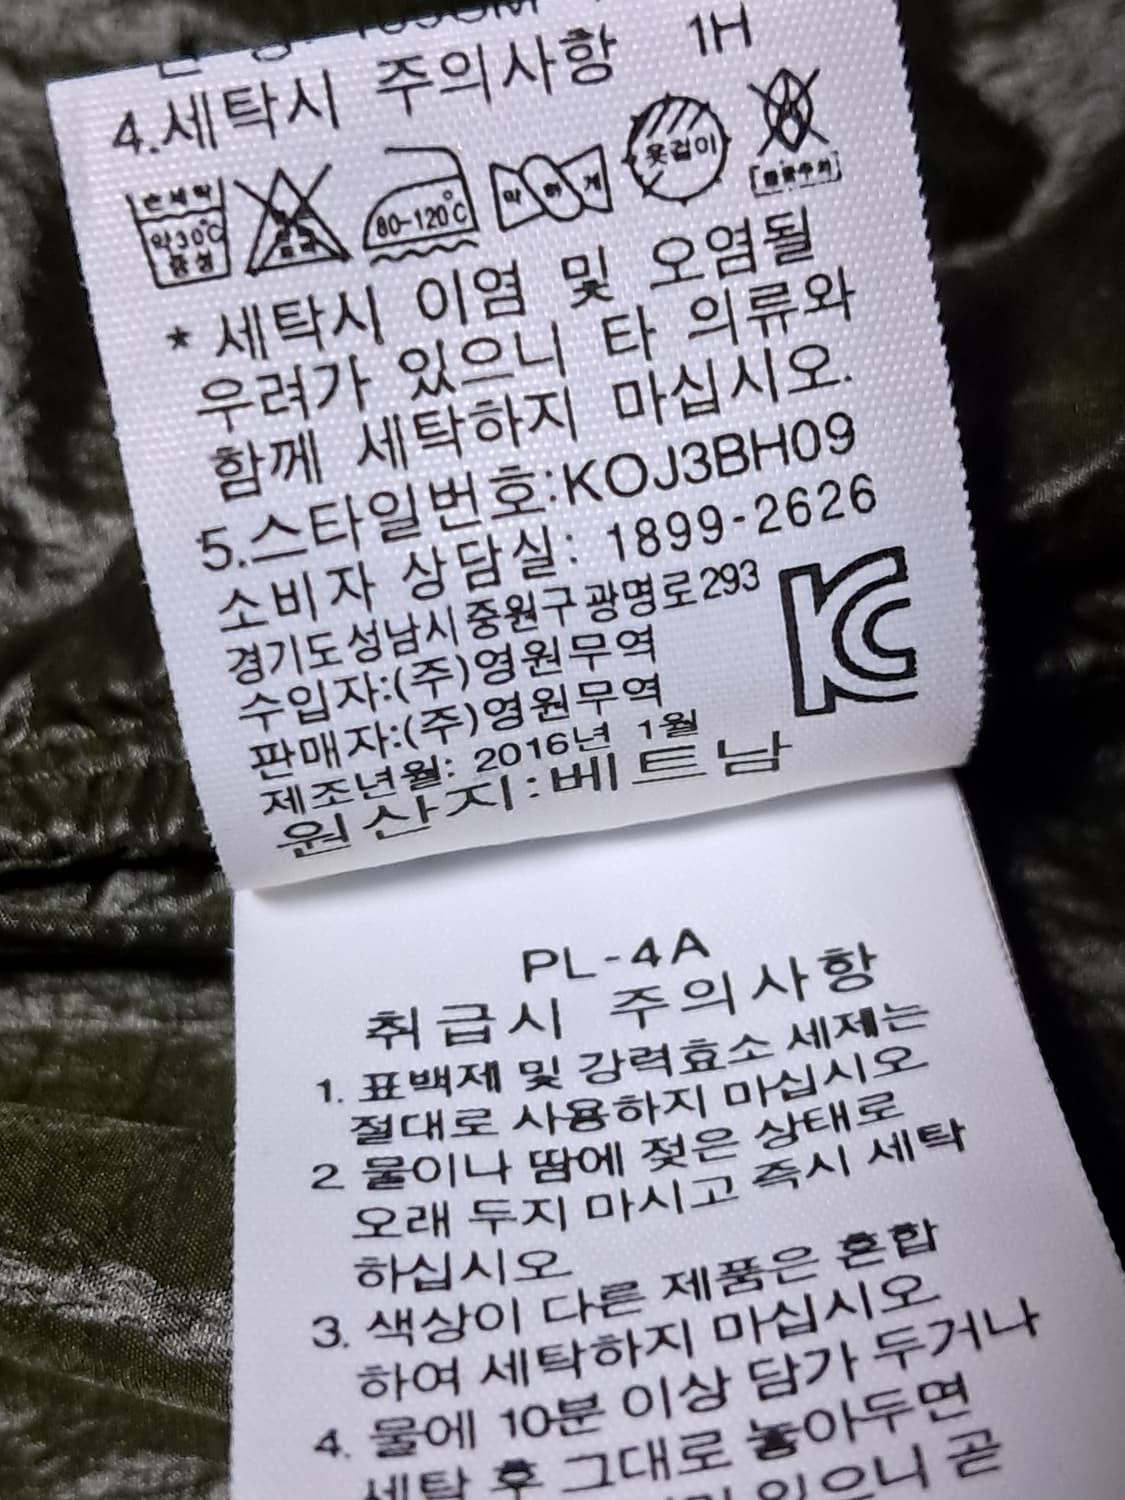 4.세탁시 주의사항 1H
손세탁
약30℃
중성
80-120℃
약하게
옷걸이
* 세탁시 이염 및 오염될
우려가 있으니 타 의류와
함께 세탁하지 마십시오.
5.스타일번호:KOJ3BH09
소비자 상담실: 1899-2626
경기도성남시중원구광명로293
수입자:(주)영원무역
판매자:(주)영원무역
제조년월: 2016년 1월
원산지:베트남
KC
PL-4A
취급시 주의사항
1. 표백제 및 강력효소 세제는
절대로 사용하지 마십시오
2 물이나 땀에 젖은 상태로
오래 두지 마시고 즉시 세탁
하십시오
3. 색상이 다른 제품은 혼합
하여 세탁하지 마십시오
4. 물에 10분 이상 담가 두거나
세탁 후 그대로 놓아두면
있으니 곧